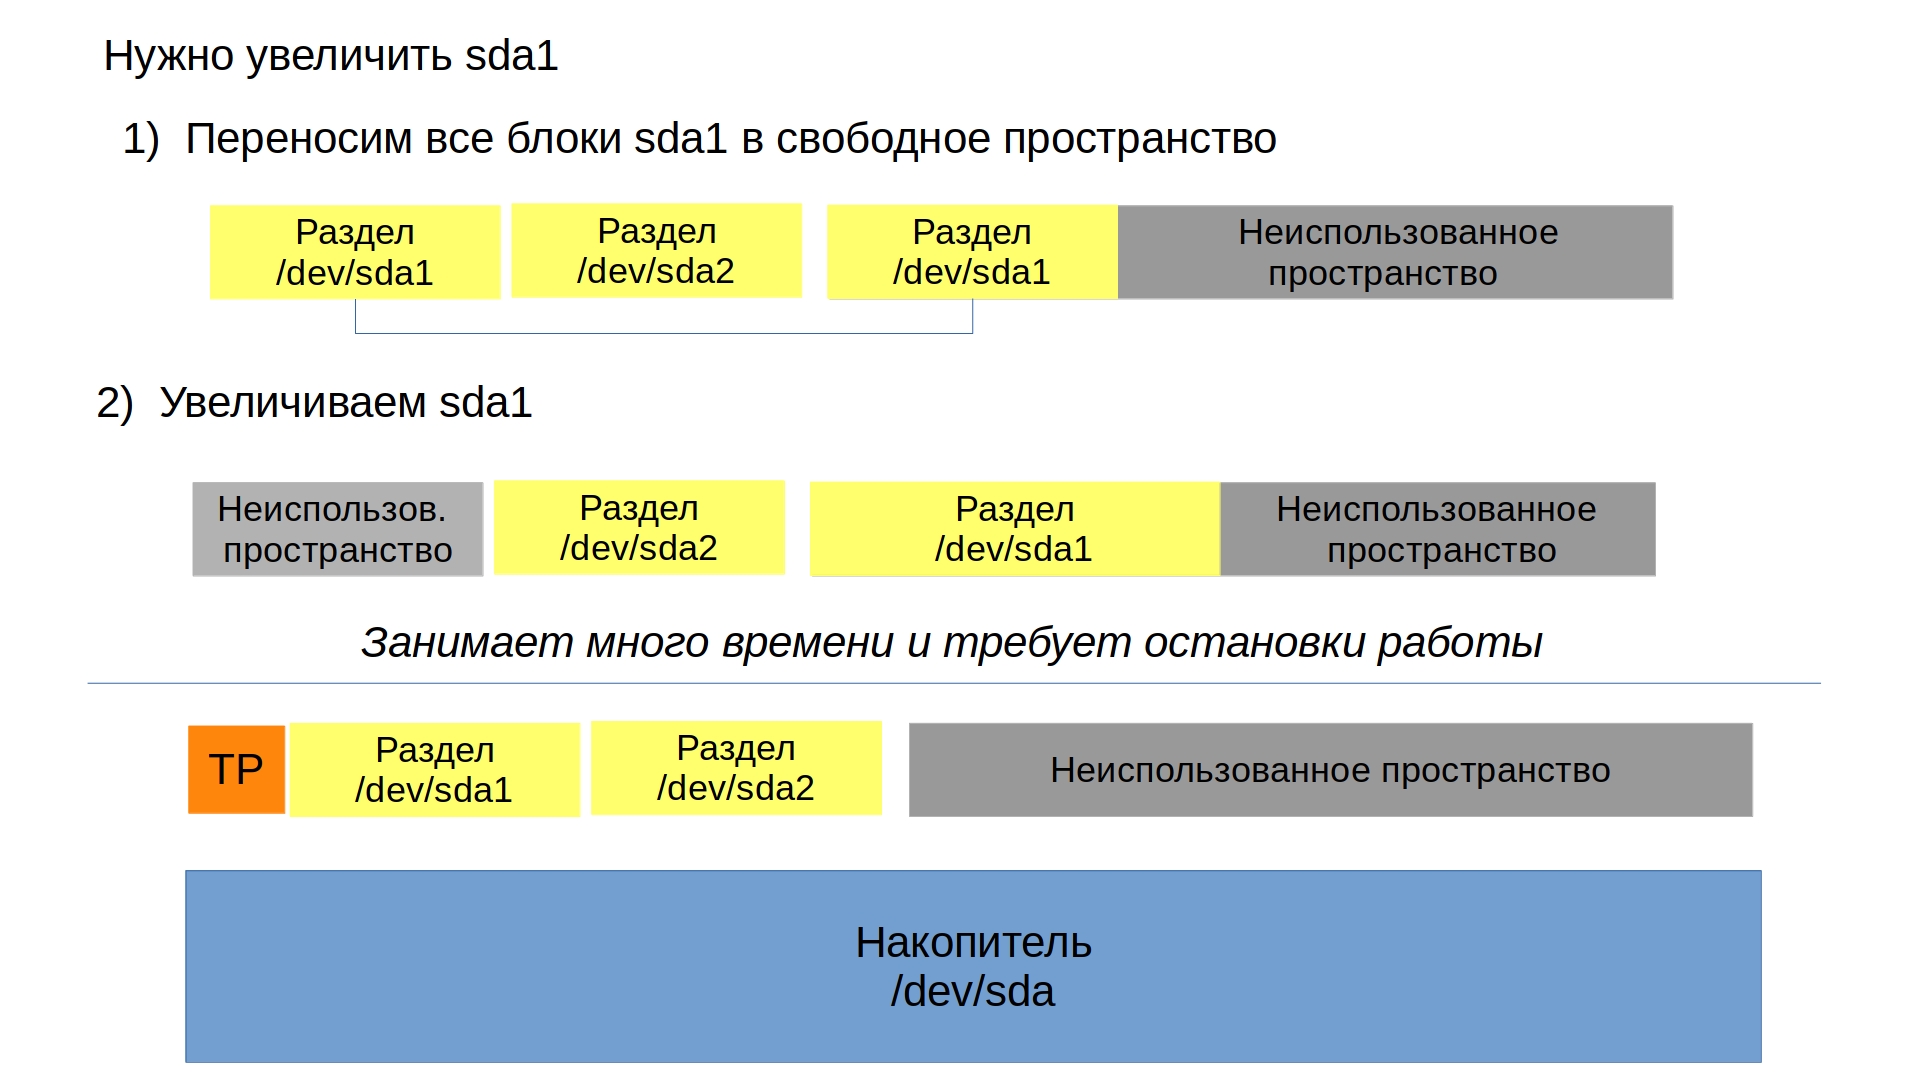 Нужно увеличить sda1
1) Переносим все блоки sda1 в свободное пространство
Раздел
/dev/sda1
Раздел
/dev/sda2
Раздел
/dev/sda1
Неиспользованное
пространство
2) Увеличиваем sda1
Неиспользов.
пространство
Раздел
/dev/sda2
Раздел
/dev/sda1
Неиспользованное
пространство
Занимает много времени и требует остановки работы
ТР
Раздел
/dev/sda1
Раздел
/dev/sda2
Неиспользованное пространство
Накопитель
/dev/sda